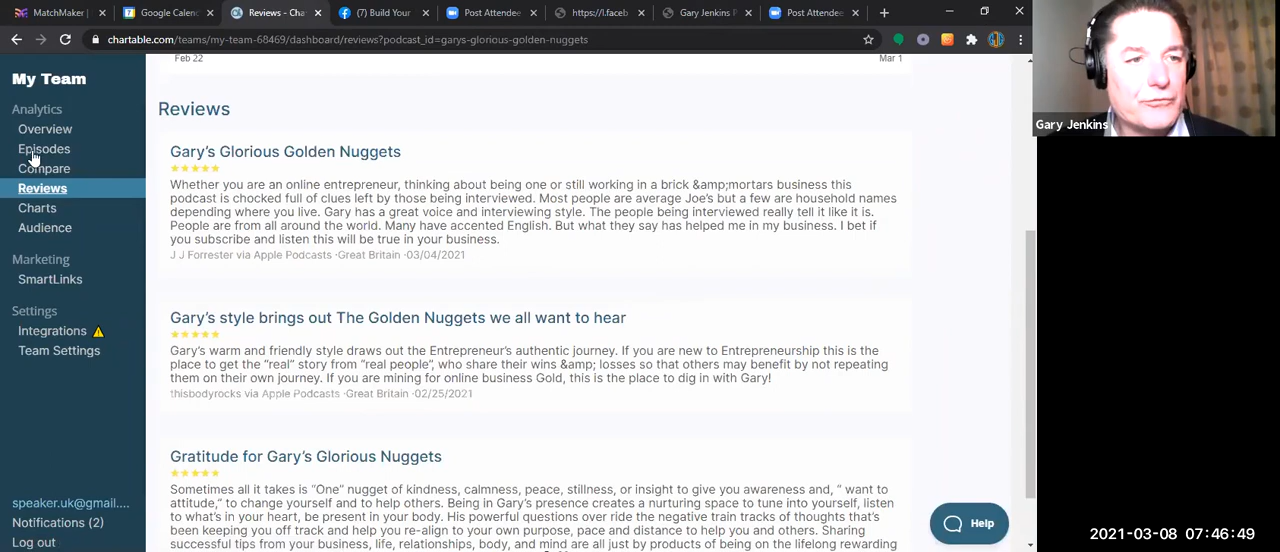 MatchMaker
Google Calen
Reviews - Cha
(7) Build Your
Post Attendee
https://l.faceb
Gary Jenkins P
Post Attendee
chartable.com/teams/my-team-68469/dashboard/reviews?podcast_id=garys-glorious-golden-nuggets
My Team
Analytics
Overview
Episodes
Compare
Reviews
Charts
Audience
Marketing
SmartLinks
Settings
Integrations
Team Settings
speaker.uk@gmail....
Notifications (2)
Log out
Feb 22
Mar 1
Reviews
Gary's Glorious Golden Nuggets
Whether you are an online entrepreneur, thinking about being one or still working in a brick &amp;mortars business this
podcast is chocked full of clues left by those being interviewed. Most people are average Joe's but a few are household names
depending where you live. Gary has a great voice and interviewing style. The people being interviewed really tell it like it is.
People are from all around the world. Many have accented English. But what they say has helped me in my business. I bet if
you subscribe and listen this will be true in your business.
J J Forrester via Apple Podcasts ·Great Britain ·03/04/2021
Gary's style brings out The Golden Nuggets we all want to hear
Gary's warm and friendly style draws out the Entrepreneur's authentic journey. If you are new to Entrepreneurship this is the
place to get the "real" story from "real people", who share their wins &amp; losses so that others may benefit by not repeating
them on their own journey. If you are mining for online business Gold, this is the place to dig in with Gary!
thisbodyrocks via Apple Podcasts ·Great Britain ·02/25/2021
Gratitude for Gary's Glorious Nuggets
Sometimes all it takes is "One" nugget of kindness, calmness, peace, stillness, or insight to give you awareness and, " want to
attitude," to change yourself and to help others. Being in Gary's presence creates a nurturing space to tune into yourself, listen
to what's in your heart, be present in your body. His powerful questions over ride the negative train tracks of thoughts that's
been keeping you off track and help you re-align to your own purpose, pace and distance to help you and others. Sharing
successful tips from your business, life, relationships, body, and mind are all just by products of being on the lifelong rewarding
Help
Gary Jenkins
2021-03-08 07:46:49